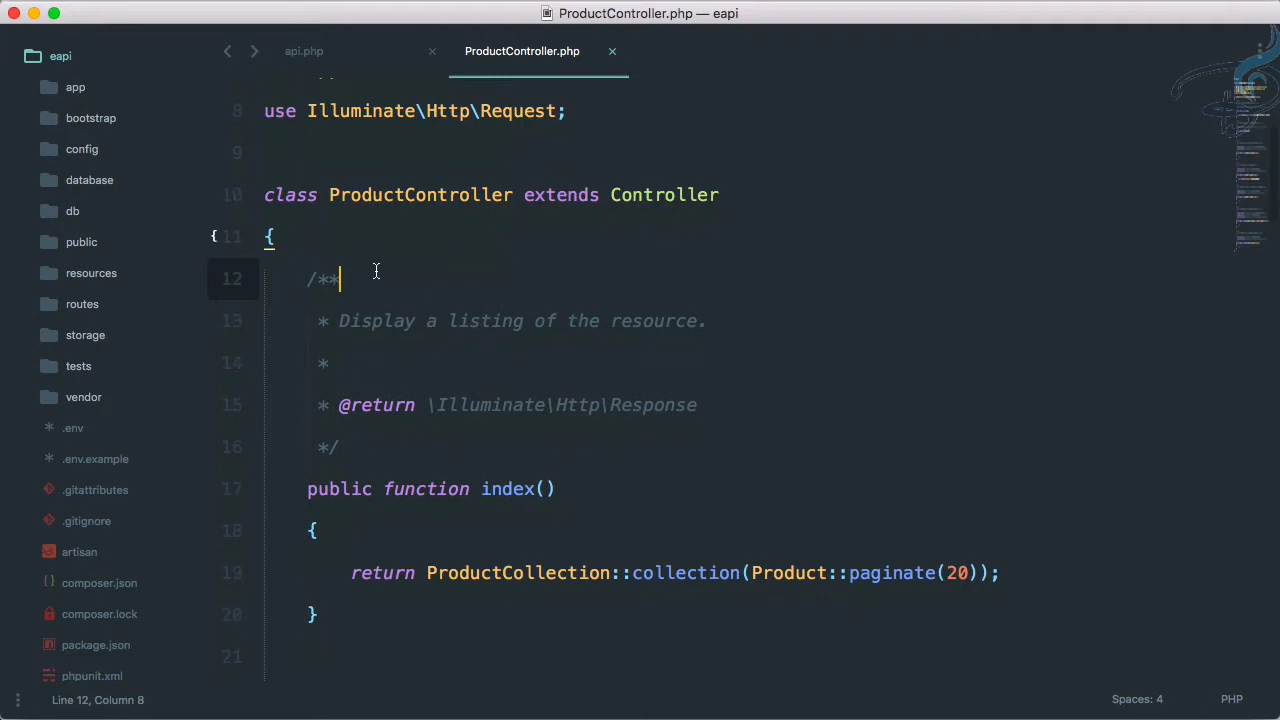 ProductController.php — eapi
eapi
app
bootstrap
config
database
db
public
resources
routes
storage
tests
vendor
.env
.env.example
.gitattributes
.gitignore
artisan
composer.json
composer.lock
package.json
phpunit.xml
api.php
ProductController.php
8 use Illuminate\Http\Request;
9
10 class ProductController extends Controller
{ 11 {
12 /**
13 * Display a listing of the resource.
14 *
15 * @return \Illuminate\Http\Response
16 */
17 public function index()
18 {
19 return ProductCollection::collection(Product::paginate(20));
20 }
21
Line 12, Column 8
Spaces: 4
PHP